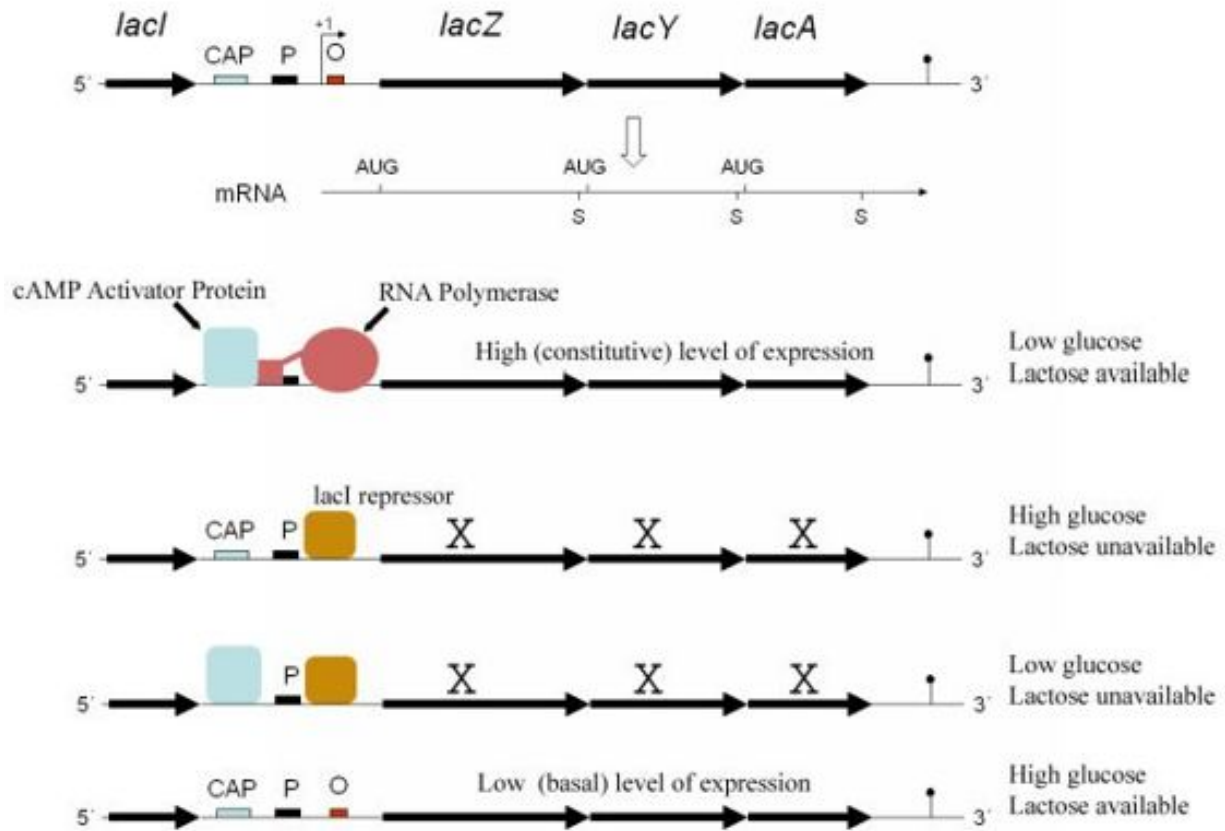 lacI lacZ lacY lacA
CAP P +1 O
5´ 3´
AUG AUG AUG
mRNA
S S S
cAMP Activator Protein RNA Polymerase
High (constitutive) level of expression
Low glucose
Lactose available
5´ 3´
lacI repressor
CAP P X X X
High glucose
Lactose unavailable
5´ 3´
P X X X
Low glucose
Lactose unavailable
5´ 3´
CAP P O
Low (basal) level of expression
High glucose
Lactose available
5´ 3´